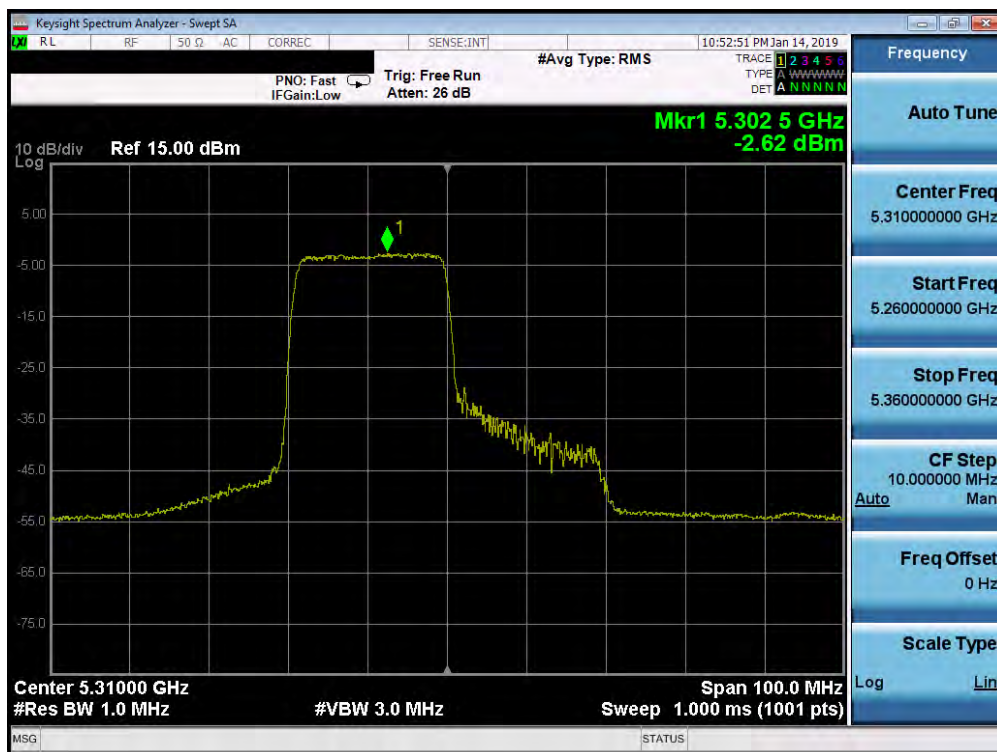 Keysight Spectrum Analyzer - Swept SA
LXI RL RF 50 Ω AC CORREC SENSE:INT 10:52:51 PM Jan 14, 2019
Frequency
#Avg Type: RMS
TRACE 1 2 3 4 5 6
PNO: Fast Trig: Free Run
TYPE A WWWWW
IFGain:Low Atten: 26 dB
DET A N N N N N
Auto Tune
Mkr1 5.302 5 GHz
-2.62 dBm
10 dB/div Ref 15.00 dBm
Log
1
5.00
-5.00
-15.0
-25.0
-35.0
-45.0
-55.0
-65.0
-75.0
Center Freq
5.310000000 GHz
Start Freq
5.260000000 GHz
Stop Freq
5.360000000 GHz
CF Step
10.000000 MHz
Auto Man
Freq Offset
0 Hz
Scale Type
Log Lin
Center 5.31000 GHz Span 100.0 MHz
#Res BW 1.0 MHz #VBW 3.0 MHz Sweep 1.000 ms (1001 pts)
MSG STATUS